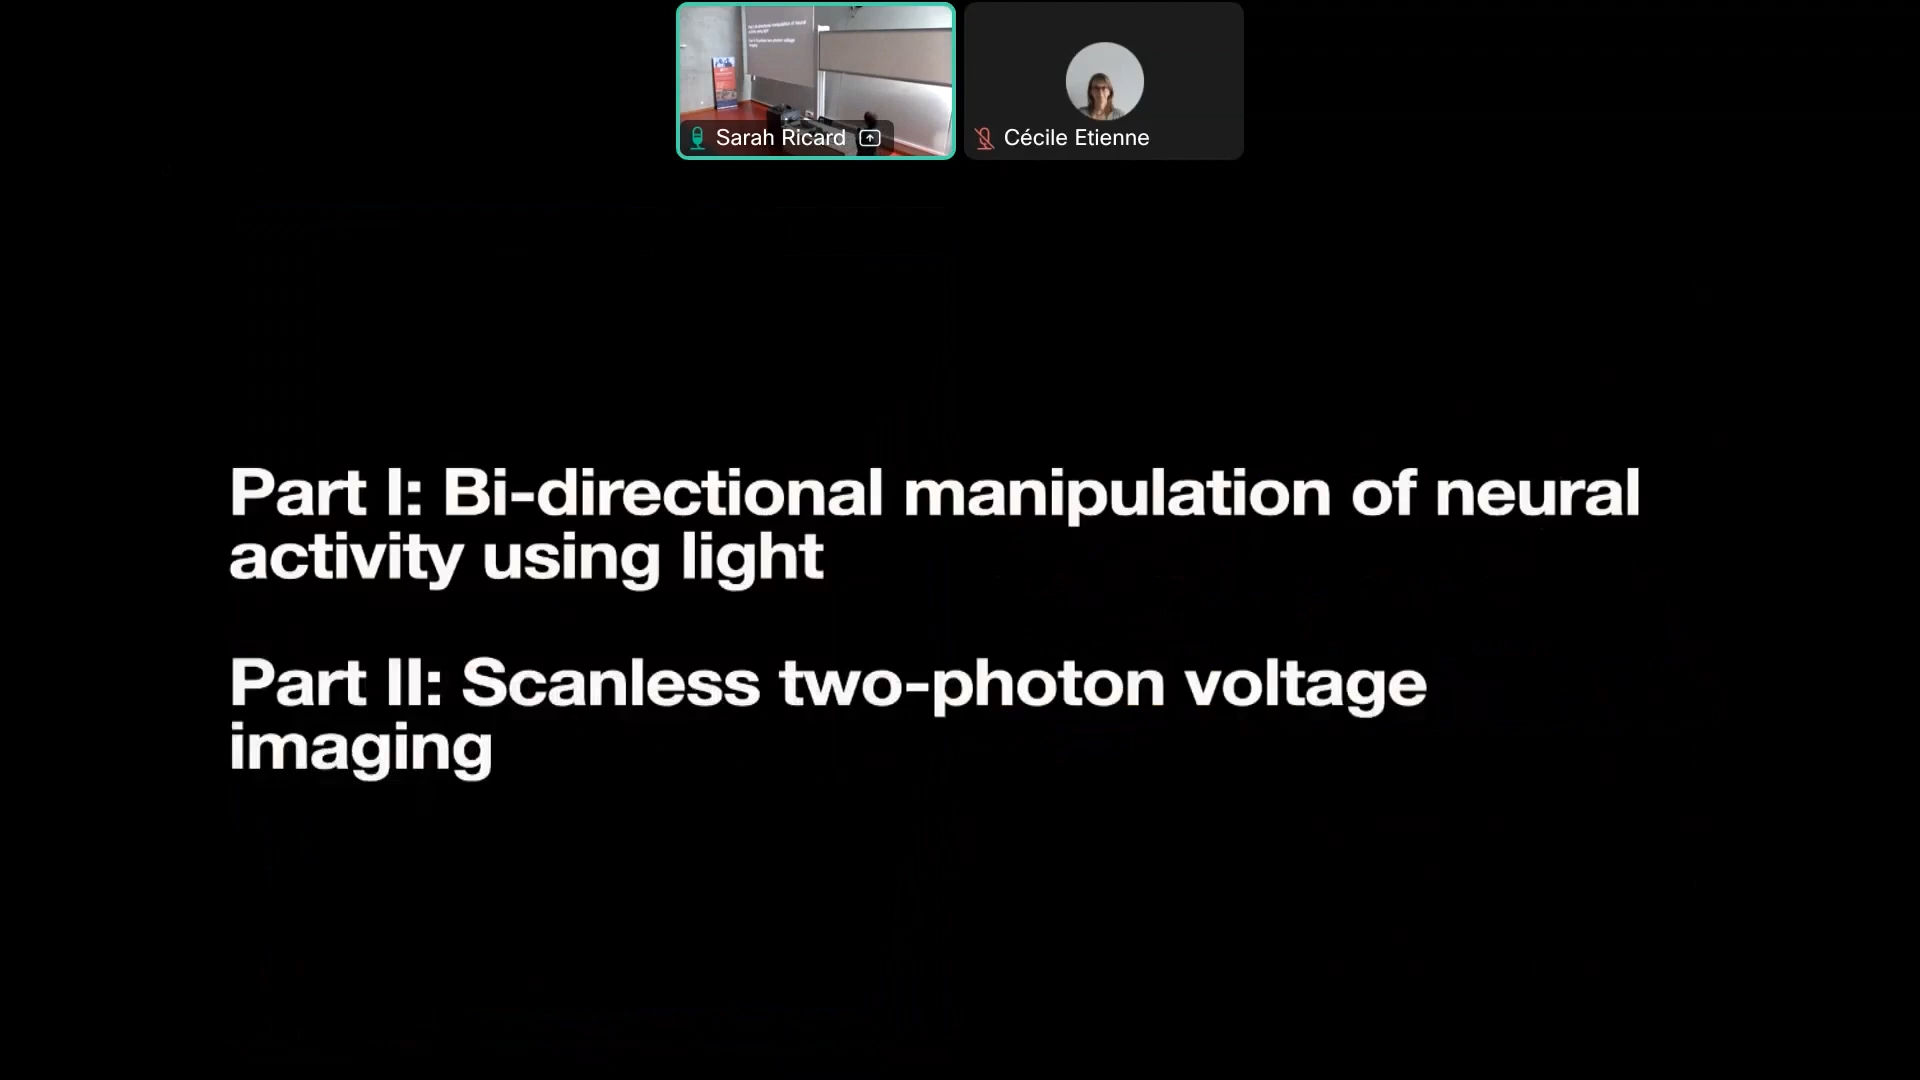 Sarah Ricard
Cécile Etienne
Part I: Bi-directional manipulation of neural
activity using light
Part II: Scanless two-photon voltage
imaging